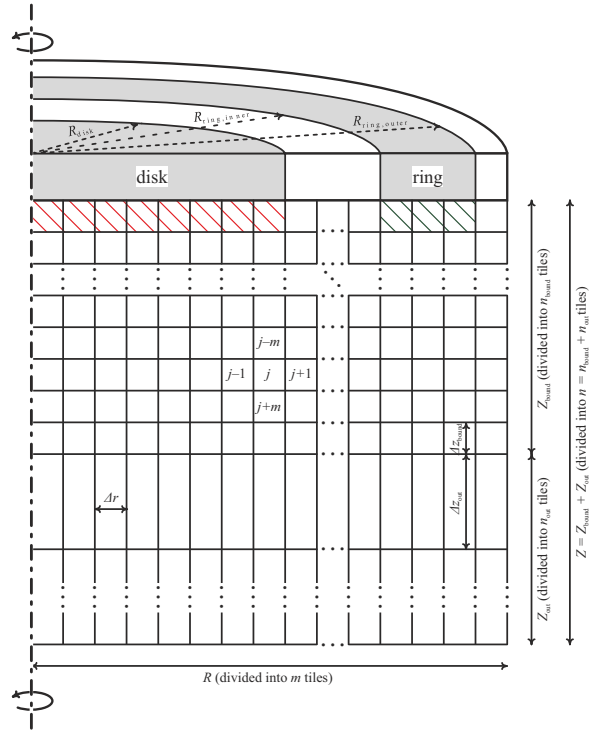 R_disk
R_ring,inner
R_ring,outer
disk
ring
...
...
j–m
j–1
j
j+1
...
j+m
Δz_bound
Δr
Δz_out
...
...
Z_bound (divided into n_bound tiles)
Z_out (divided into n_out tiles)
Z = Z_bound + Z_out (divided into n = n_bound + n_out tiles)
R (divided into m tiles)